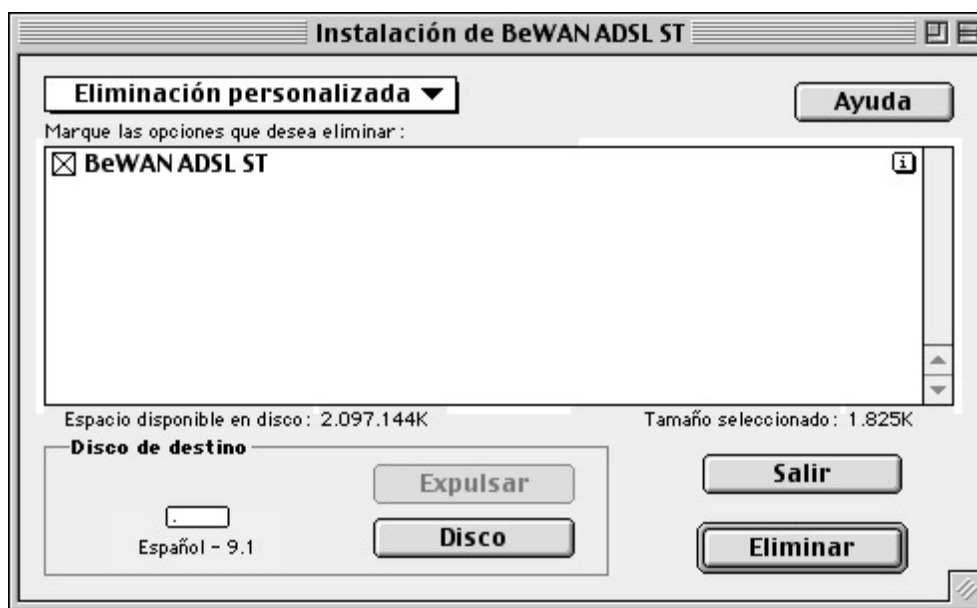 Instalación de BeWAN ADSL ST
Eliminación personalizada
Ayuda
Marque las opciones que desea eliminar :
BeWAN ADSL ST
i
Espacio disponible en disco : 2.097.144K
Tamaño seleccionado : 1.825K
Disco de destino
Expulsar
Salir
Español - 9.1
Disco
Eliminar